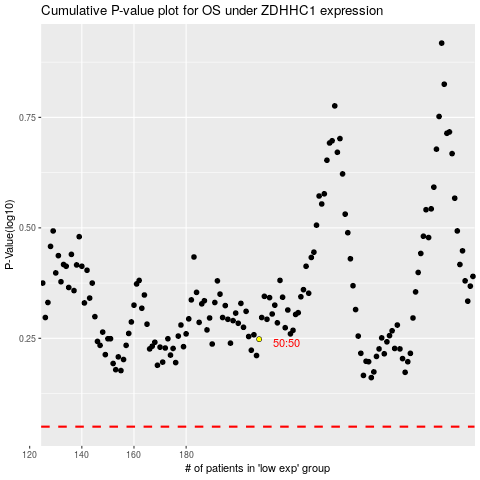 Cumulative P-value plot for OS under ZDHHC1 expression
P-Value(log10)
0.75
0.50
0.25
50:50
120 140 160 180
# of patients in 'low exp' group